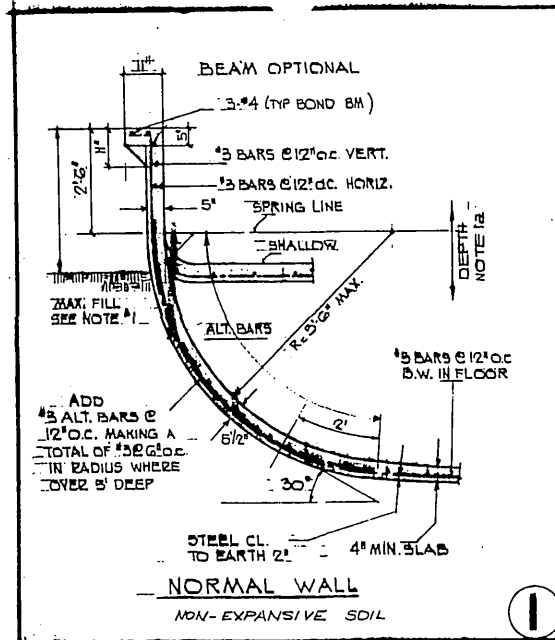 11"
BEAM OPTIONAL
3-#4 (TYP BOND BM)
5"
11"
2'-6"
#3 BARS @ 12" O.C. VERT.
#3 BARS @ 12" O.C. HORIZ.
5"
SPRING LINE
SHALLOW
DEPTH
NOTE 1a
MAX. FILL
SEE NOTE #1
ALT. BARS
R = 5'-6" MAX.
#3 BARS @ 12" O.C
B.W. IN FLOOR
ADD
#3 ALT. BARS @
12" O.C. MAKING A
TOTAL OF #3@6" O.C
IN RADIUS WHERE
OVER 5' DEEP
6 1/2"
2'
30°
STEEL CL.
TO EARTH 2"
4" MIN. SLAB
NORMAL WALL
NON-EXPANSIVE SOIL
1